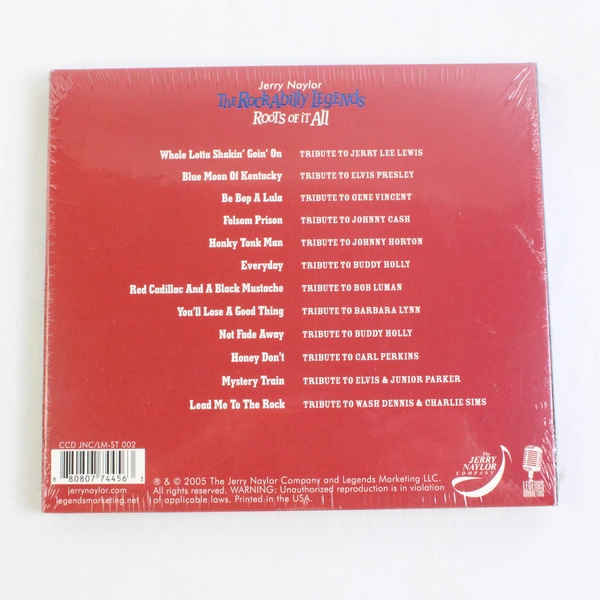 Jerry Naylor
The Rockabilly Legends
Roots of it All
Whole Lotta Shakin' Goin' On TRIBUTE TO JERRY LEE LEWIS
Blue Moon Of Kentucky TRIBUTE TO ELVIS PRESLEY
Be Bop A Lula TRIBUTE TO GENE VINCENT
Folsom Prison TRIBUTE TO JOHNNY CASH
Honky Tonk Man TRIBUTE TO JOHNNY HORTON
Everyday TRIBUTE TO BUDDY HOLLY
Red Cadillac And A Black Mustache TRIBUTE TO BOB LUMAN
You'll Lose A Good Thing TRIBUTE TO BARBARA LYNN
Not Fade Away TRIBUTE TO BUDDY HOLLY
Honey Don't TRIBUTE TO CARL PERKINS
Mystery Train TRIBUTE TO ELVIS & JUNIOR PARKER
Lead Me To The Rock TRIBUTE TO WASH DENNIS & CHARLIE SIMS
CCD JNC/LM-ST 002
8 80807 74456 3
jerrynaylor.com
legendsmarketing.net
℗ & © 2005 The Jerry Naylor Company and Legends Marketing LLC.
All rights reserved. WARNING: Unauthorized reproduction is in violation
of applicable laws. Printed in the USA.
The
JERRY
NAYLOR
COMPANY
LEGENDS
MARKETING